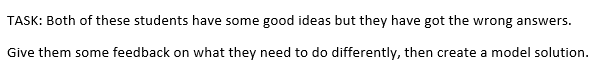 TASK: Both of these students have some good ideas but they have got the wrong answers.
Give them some feedback on what they need to do differently, then create a model solution.